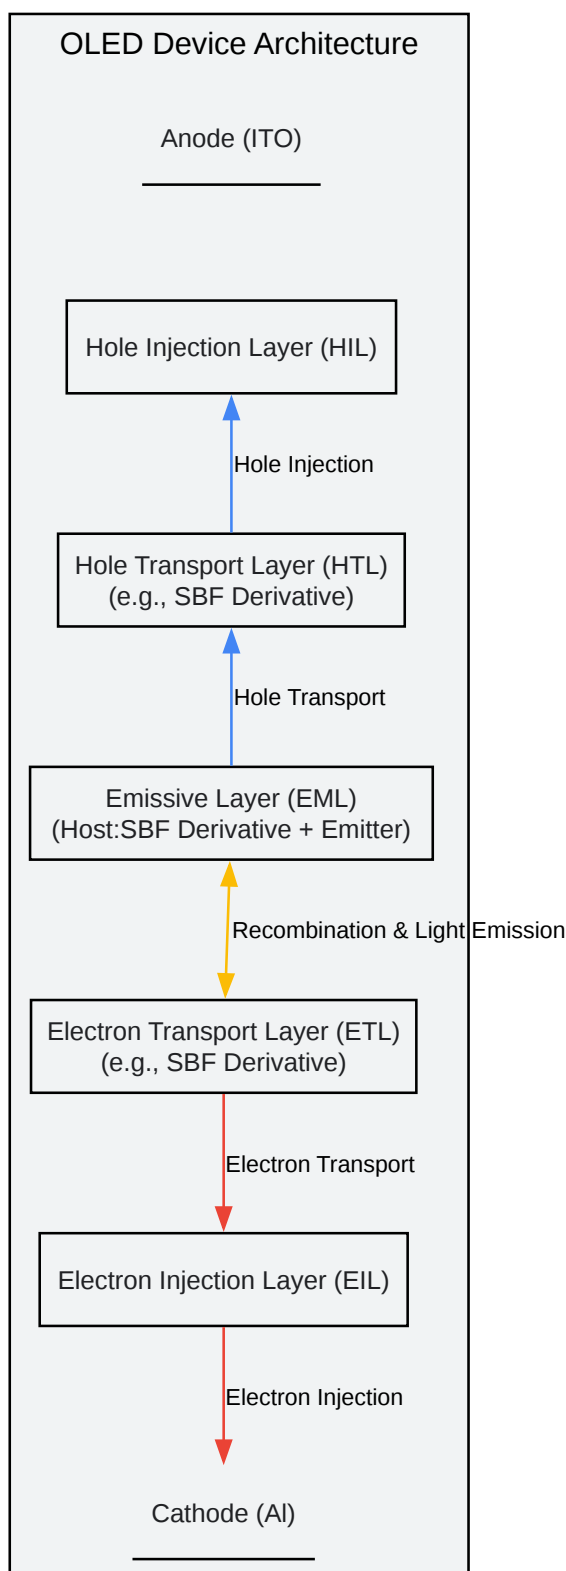 OLED Device Architecture
Anode (ITO)
Hole Injection Layer (HIL)
Hole Injection
Hole Transport Layer (HTL)
(e.g., SBF Derivative)
Hole Transport
Emissive Layer (EML)
(Host:SBF Derivative + Emitter)
Recombination & Light Emission
Electron Transport Layer (ETL)
(e.g., SBF Derivative)
Electron Transport
Electron Injection Layer (EIL)
Electron Injection
Cathode (Al)